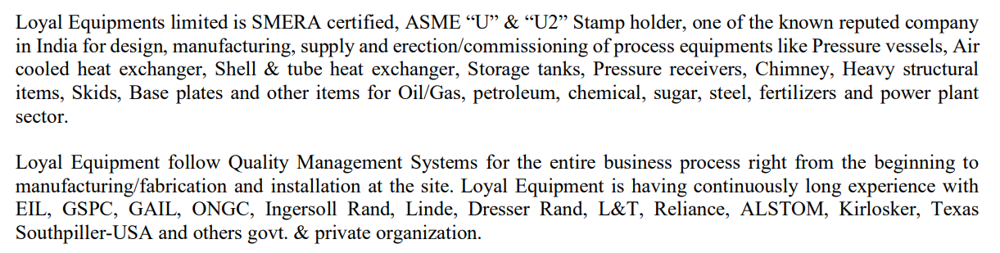 Loyal Equipments limited is SMERA certified, ASME “U” & “U2” Stamp holder, one of the known reputed company
in India for design, manufacturing, supply and erection/commissioning of process equipments like Pressure vessels, Air
cooled heat exchanger, Shell & tube heat exchanger, Storage tanks, Pressure receivers, Chimney, Heavy structural
items, Skids, Base plates and other items for Oil/Gas, petroleum, chemical, sugar, steel, fertilizers and power plant
sector.
Loyal Equipment follow Quality Management Systems for the entire business process right from the beginning to
manufacturing/fabrication and installation at the site. Loyal Equipment is having continuously long experience with
EIL, GSPC, GAIL, ONGC, Ingersoll Rand, Linde, Dresser Rand, L&T, Reliance, ALSTOM, Kirlosker, Texas
Southpiller-USA and others govt. & private organization.